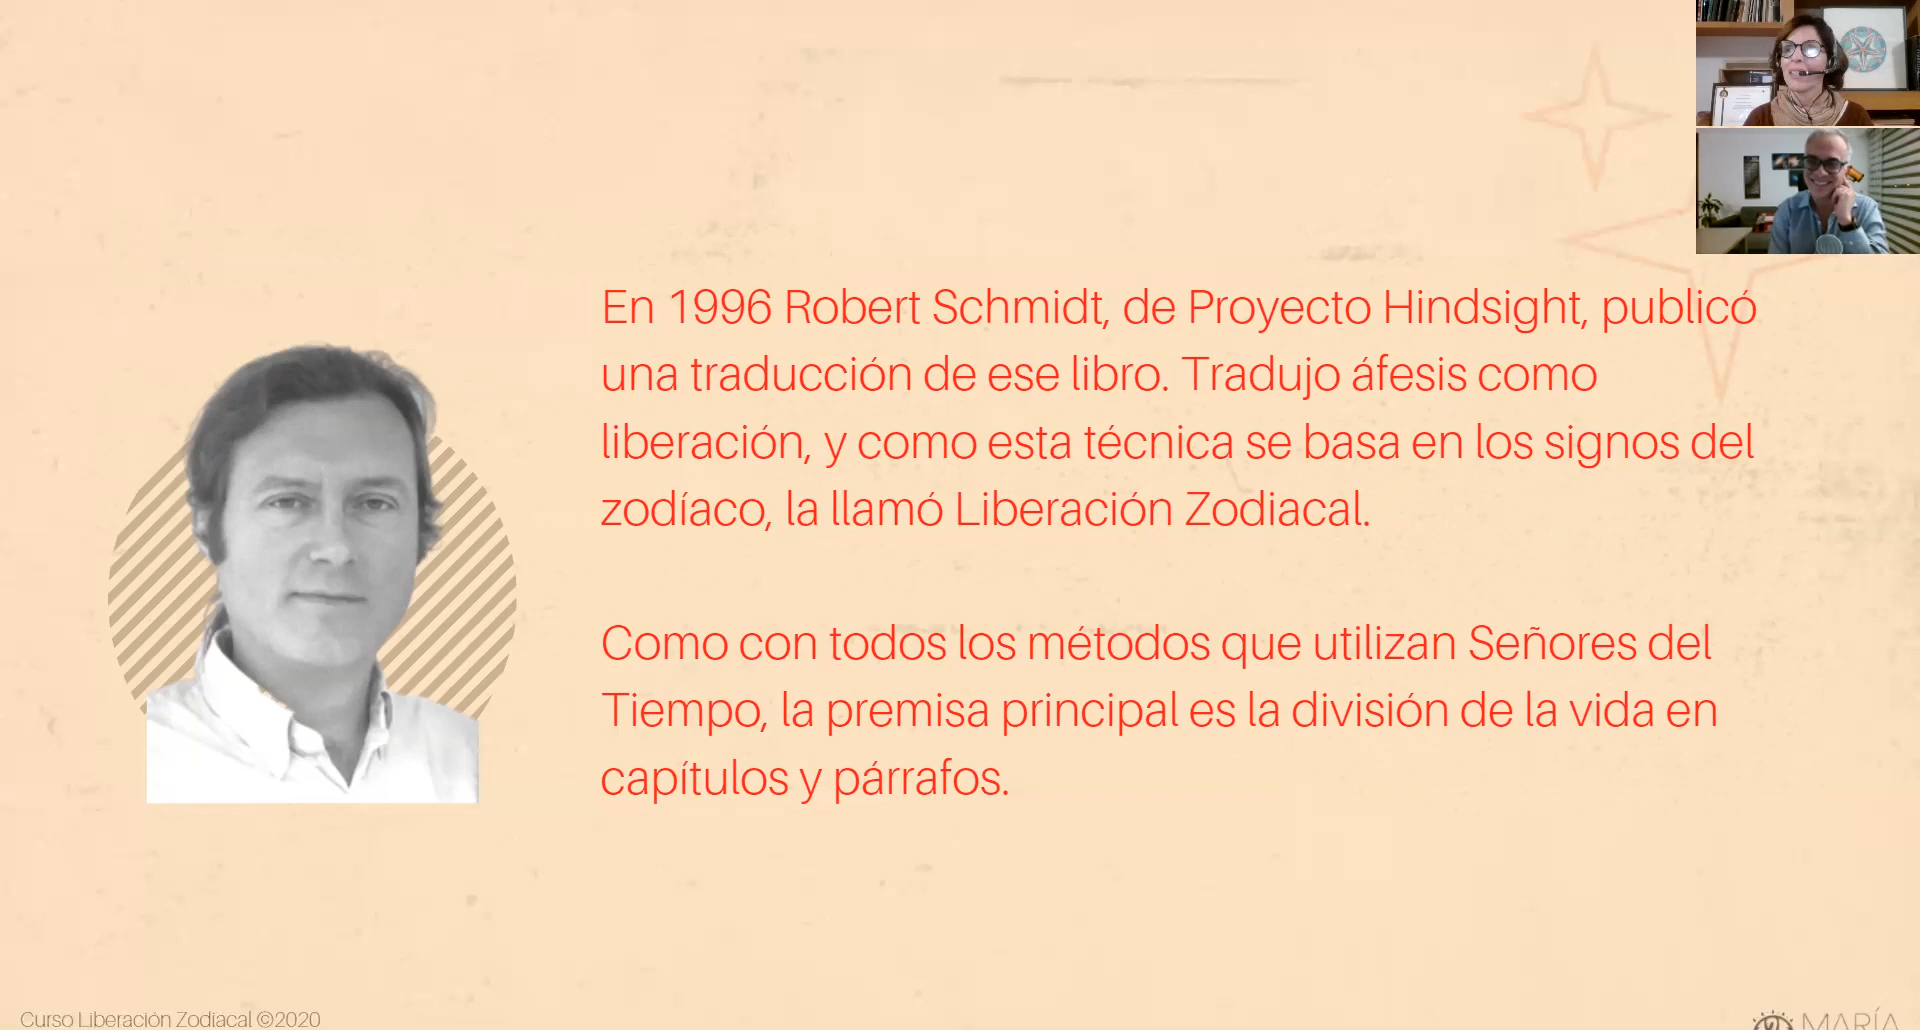 En 1996 Robert Schmidt, de Proyecto Hindsight, publicó
una traducción de ese libro. Tradujo áfesis como
liberación, y como esta técnica se basa en los signos del
zodíaco, la llamó Liberación Zodiacal.
Como con todos los métodos que utilizan Señores del
Tiempo, la premisa principal es la división de la vida en
capítulos y párrafos.
Curso Liberación Zodiacal ©2020
MARÍA